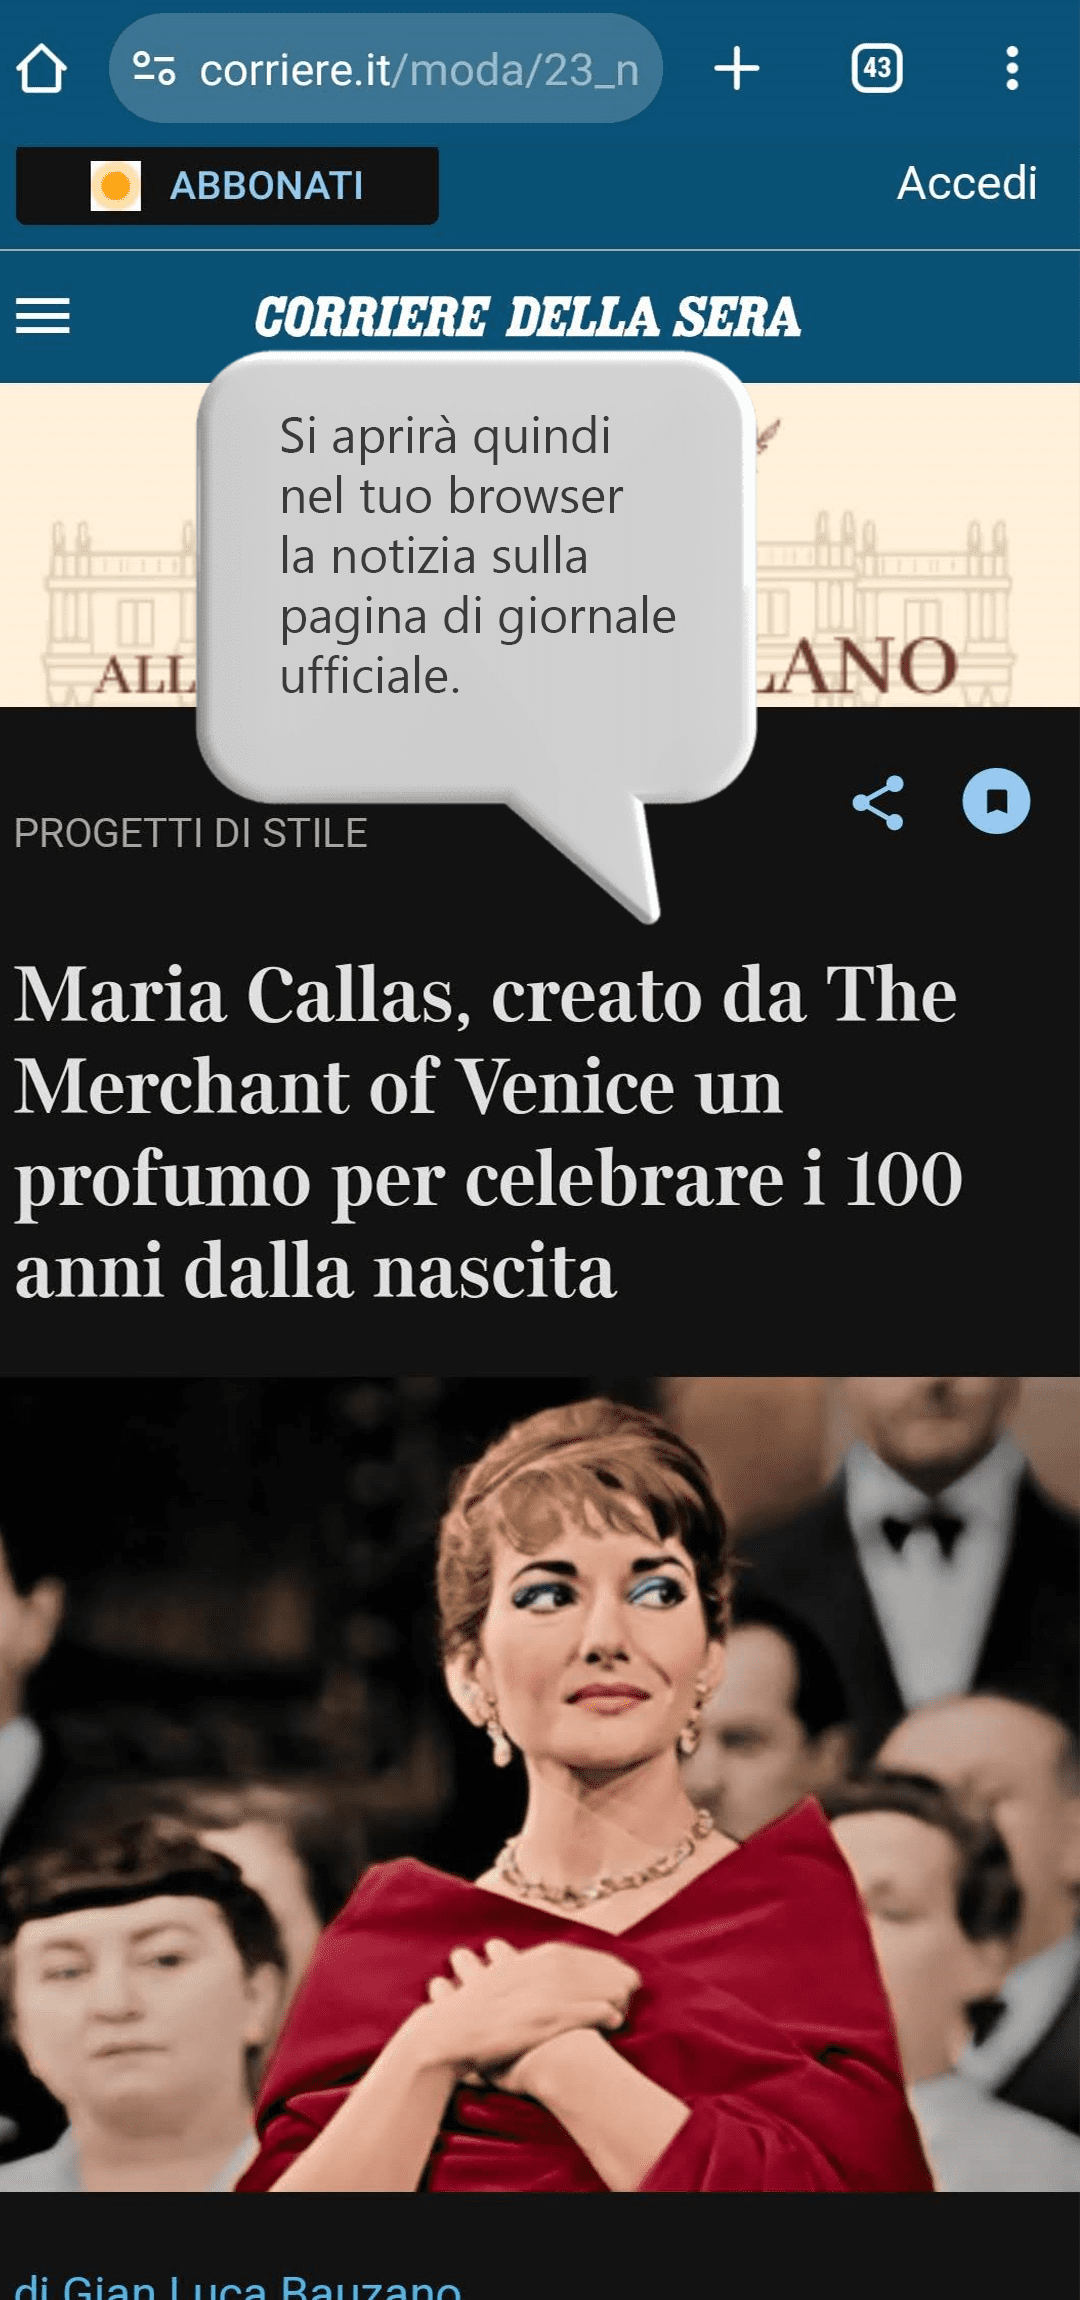 corriere.it/moda/23_n
43
ABBONATI
Accedi
CORRIERE DELLA SERA
Si aprirà quindi
nel tuo browser
la notizia sulla
pagina di giornale
ufficiale.
PROGETTI DI STILE
Maria Callas, creato da The
Merchant of Venice un
profumo per celebrare i 100
anni dalla nascita
di Gian Luca Bauzano